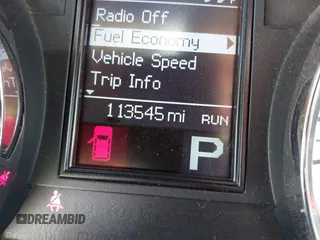 Radio Off
Fuel Economy
Vehicle Speed
Trip Info
113545 mi RUN
P
DREAMBID